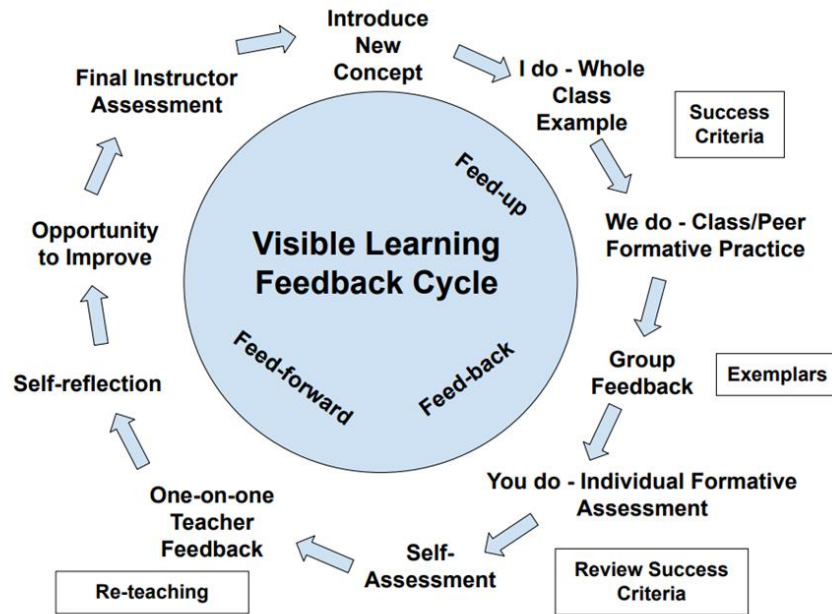 Introduce
New
Concept
I do - Whole
Class
Example
Success
Criteria
We do - Class/Peer
Formative Practice
Group
Feedback
Exemplars
You do - Individual Formative
Assessment
Review Success
Criteria
Self-
Assessment
One-on-one
Teacher
Feedback
Re-teaching
Self-reflection
Opportunity
to Improve
Final Instructor
Assessment
Visible Learning
Feedback Cycle
Feed-up
Feed-back
Feed-forward